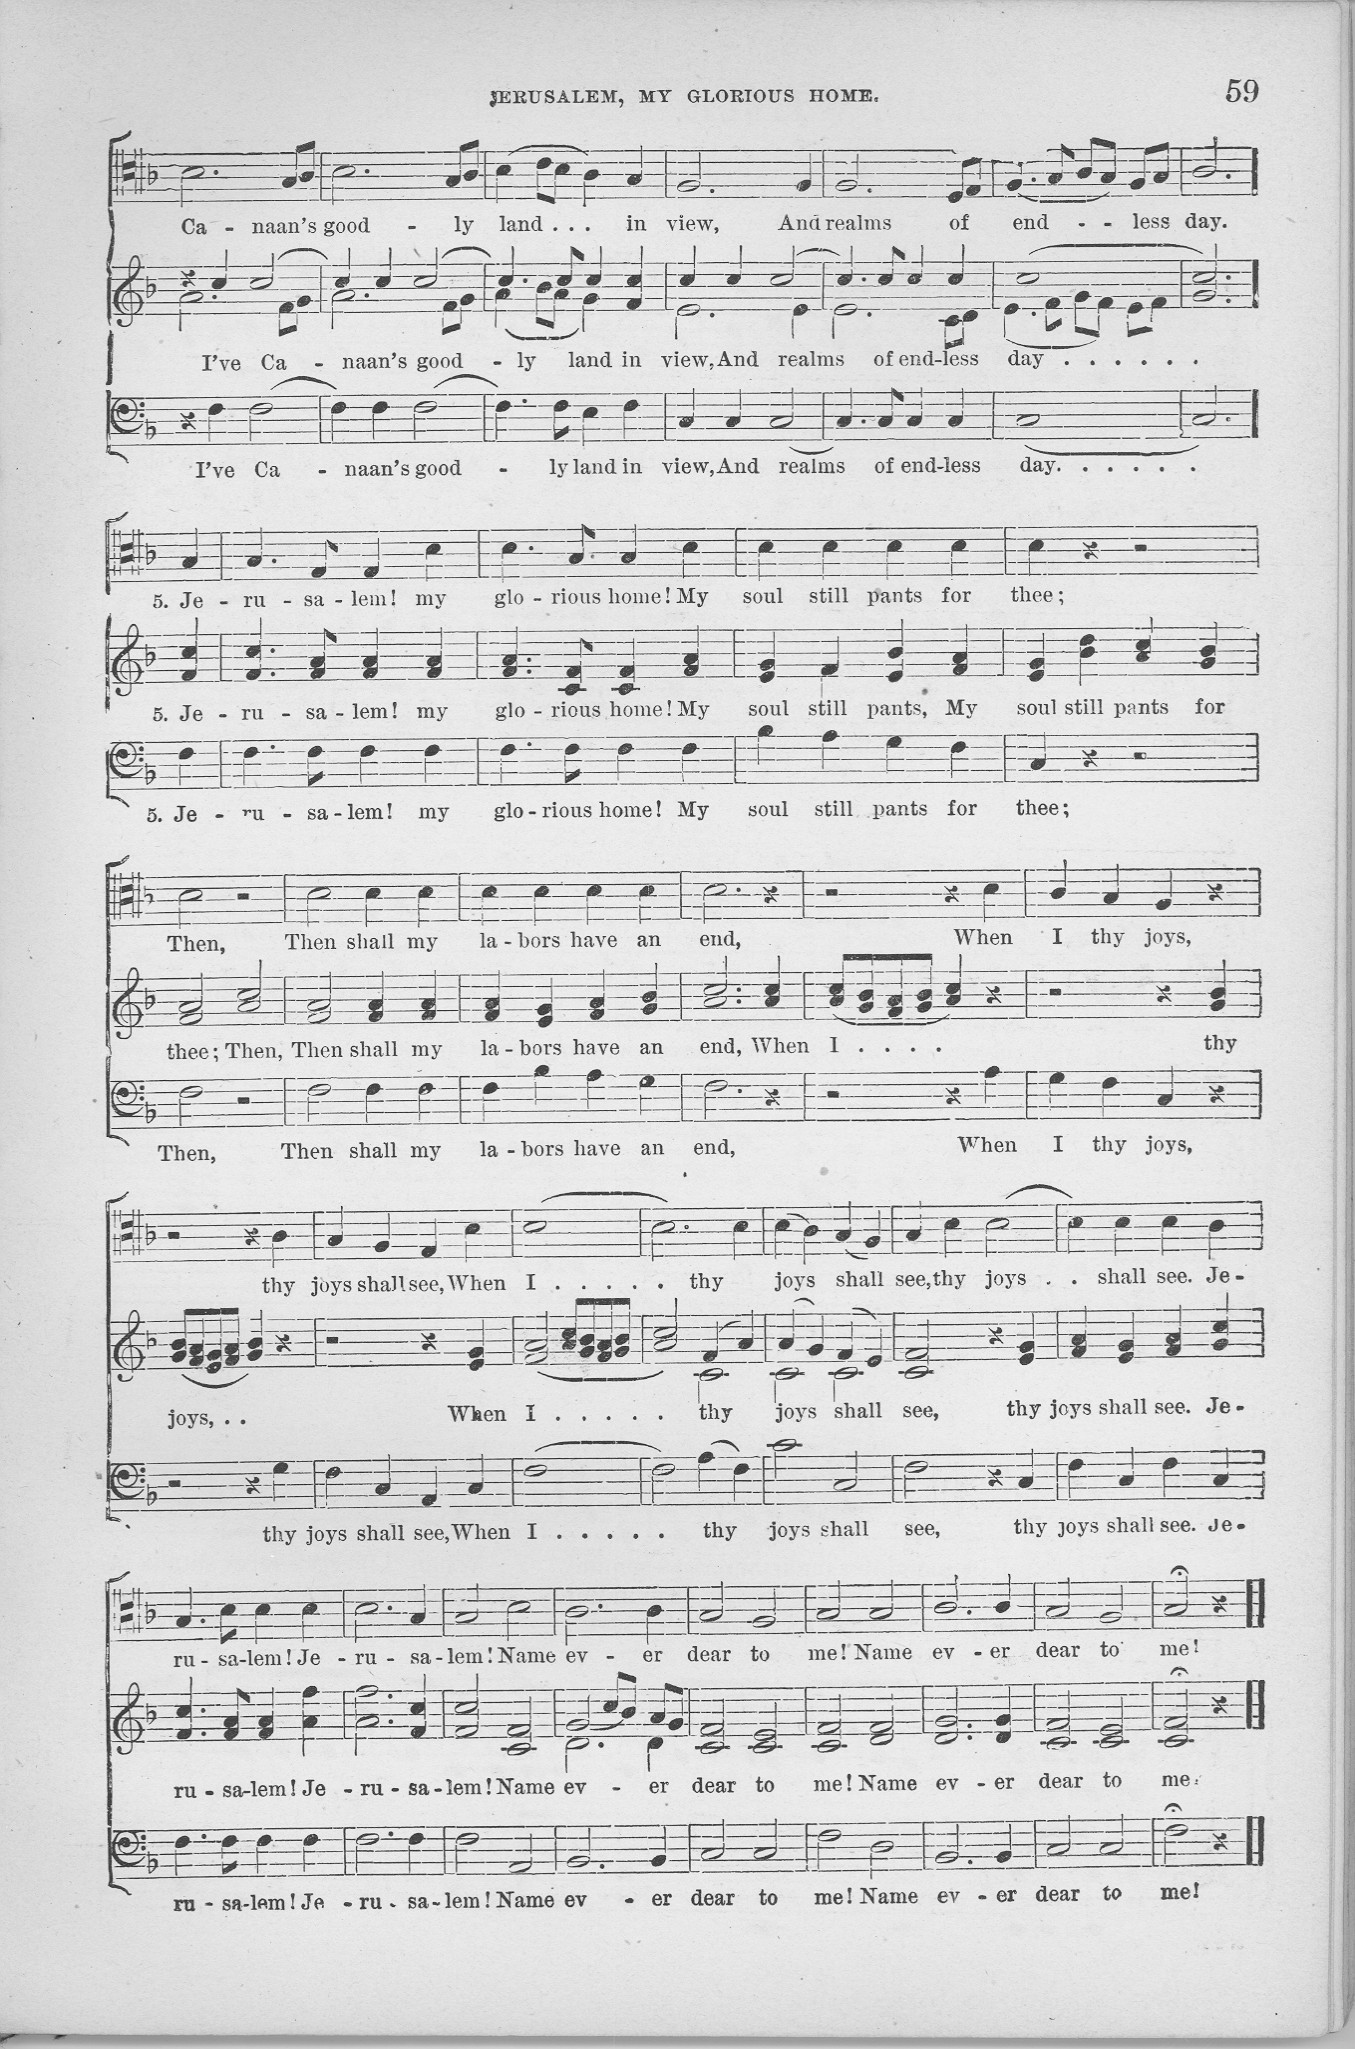 JERUSALEM, MY GLORIOUS HOME. 59
Ca - naan's good - ly land . . . in view, And realms of end - - less day.
I've Ca - naan's good - ly land in view, And realms of end-less day . . . . . .
I've Ca - naan's good - ly land in view, And realms of end-less day. . . . . .
5. Je - ru - sa - lem! my glo - rious home! My soul still pants for thee;
5. Je - ru - sa - lem! my glo - rious home! My soul still pants, My soul still pants for
5. Je - ru - sa - lem! my glo - rious home! My soul still pants for thee;
Then, Then shall my la - bors have an end, When I thy joys,
thee; Then, Then shall my la - bors have an end, When I . . . . thy
Then, Then shall my la - bors have an end, When I thy joys,
thy joys shall see, When I . . . . . thy joys shall see, thy joys . . shall see. Je-
joys, . . When I . . . . . thy joys shall see, thy joys shall see. Je-
thy joys shall see, When I . . . . . thy joys shall see, thy joys shall see. Je-
ru - sa-lem! Je - ru - sa - lem! Name ev - er dear to me! Name ev - er dear to me!
ru - sa-lem! Je - ru - sa - lem! Name ev - er dear to me! Name ev - er dear to me.
ru - sa-lem! Je - ru - sa - lem! Name ev - er dear to me! Name ev - er dear to me!